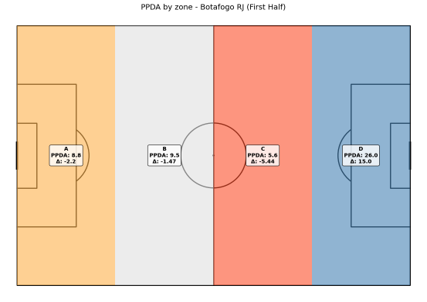 PPDA by zone - Botafogo RJ (First Half)
A
PPDA: 8.8
Δ: -2.2
B
PPDA: 9.5
Δ: -1.47
C
PPDA: 5.6
Δ: -5.44
D
PPDA: 26.0
Δ: 15.0